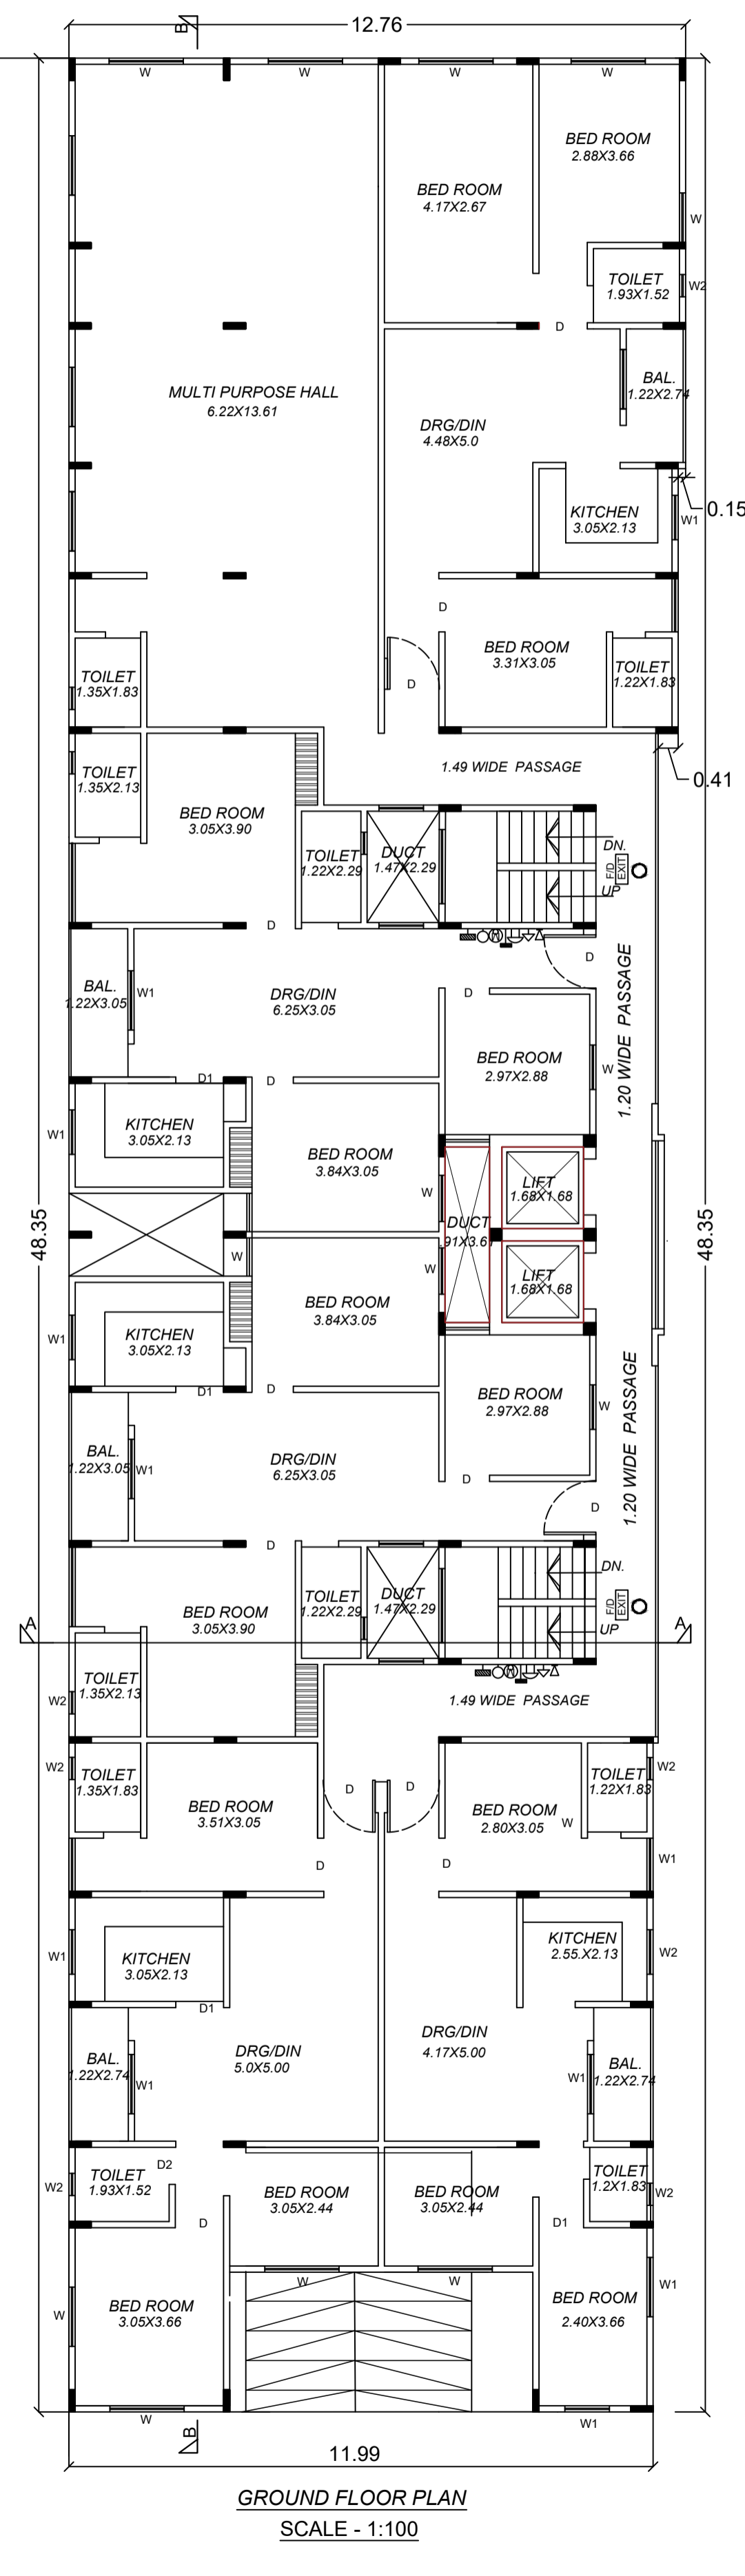 B
12.76
W
W
W
W
BED ROOM
2.88X3.66
BED ROOM
4.17X2.67
W
TOILET
1.93X1.52
W2
D
BAL.
1.22X2.74
MULTI PURPOSE HALL
6.22X13.61
DRG/DIN
4.48X5.0
KITCHEN
3.05X2.13
0.15
W1
D
BED ROOM
3.31X3.05
TOILET
1.35X1.83
TOILET
1.22X1.83
D
1.49 WIDE PASSAGE
0.41
TOILET
1.35X2.13
BED ROOM
3.05X3.90
TOILET
1.22X2.29
DUCT
1.47X2.29
DN.
F/D
EXIT
UP
D
M
D
BAL.
1.22X3.05
W1
DRG/DIN
6.25X3.05
D
1.20 WIDE PASSAGE
BED ROOM
2.97X2.88
W
D1
D
KITCHEN
3.05X2.13
W1
BED ROOM
3.84X3.05
LIFT
1.68X1.68
W
DUCT
.91X3.61
48.35
48.35
W
W
LIFT
1.68X1.68
BED ROOM
3.84X3.05
W1
KITCHEN
3.05X2.13
D1
D
BED ROOM
2.97X2.88
W
1.20 WIDE PASSAGE
BAL.
1.22X3.05
W1
DRG/DIN
6.25X3.05
D
D
D
TOILET
1.22X2.29
DUCT
1.47X2.29
DN.
F/D
EXIT
UP
BED ROOM
3.05X3.90
A
A
TOILET
1.35X2.13
W2
M
1.49 WIDE PASSAGE
W2
TOILET
1.35X1.83
D
D
TOILET
1.22X1.83
W2
BED ROOM
3.51X3.05
BED ROOM
2.80X3.05
W
D
D
W1
W1
KITCHEN
3.05X2.13
KITCHEN
2.55.X2.13
W2
D1
DRG/DIN
5.0X5.00
DRG/DIN
4.17X5.00
BAL.
1.22X2.74
W1
W1
BAL.
1.22X2.74
D2
W2
TOILET
1.93X1.52
BED ROOM
3.05X2.44
BED ROOM
3.05X2.44
TOILET
1.2X1.83
W2
D
D1
W
W
W1
BED ROOM
3.05X3.66
W
BED ROOM
2.40X3.66
W
B
W1
11.99
GROUND FLOOR PLAN
SCALE - 1:100